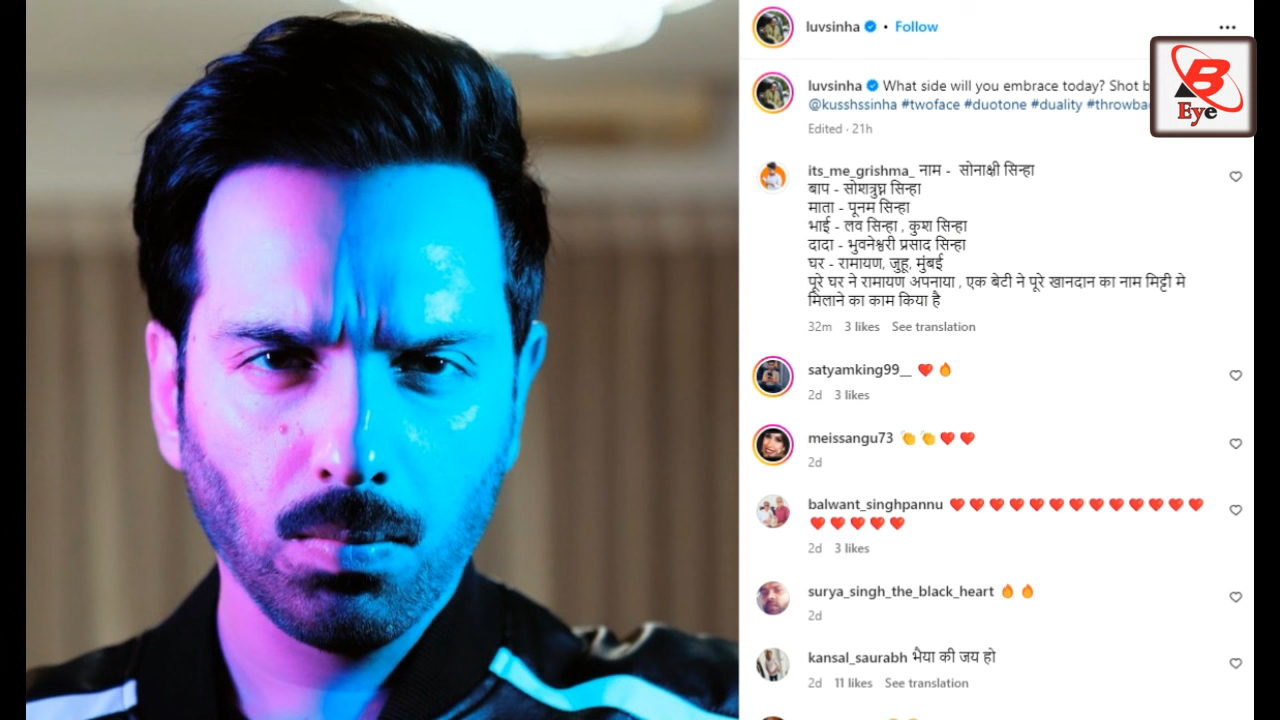 luvsinha • Follow
luvsinha What side will you embrace today? Shot b
@kusshssinha #twoface #duotone #duality #throwba
Edited · 21h
B
Eye
its_me_grishma_ नाम - सोनाक्षी सिन्हा
बाप - सोशत्रुघ्न सिन्हा
माता - पूनम सिन्हा
भाई - लव सिन्हा , कुश सिन्हा
दादा - भुवनेश्वरी प्रसाद सिन्हा
घर - रामायण, जुहू, मुंबई
पूरे घर ने रामायण अपनाया , एक बेटी ने पूरे खानदान का नाम मिट्टी मे
मिलाने का काम किया है
32m 3 likes See translation
satyamking99__ ❤️🔥
2d 3 likes
meissangu73 👏👏❤️❤️
2d
balwant_singhpannu ❤️❤️❤️❤️❤️❤️❤️❤️❤️❤️❤️❤️❤️
❤️❤️❤️❤️❤️
2d 3 likes
surya_singh_the_black_heart 🔥🔥
2d
kansal_saurabh भैया की जय हो
2d 11 likes See translation